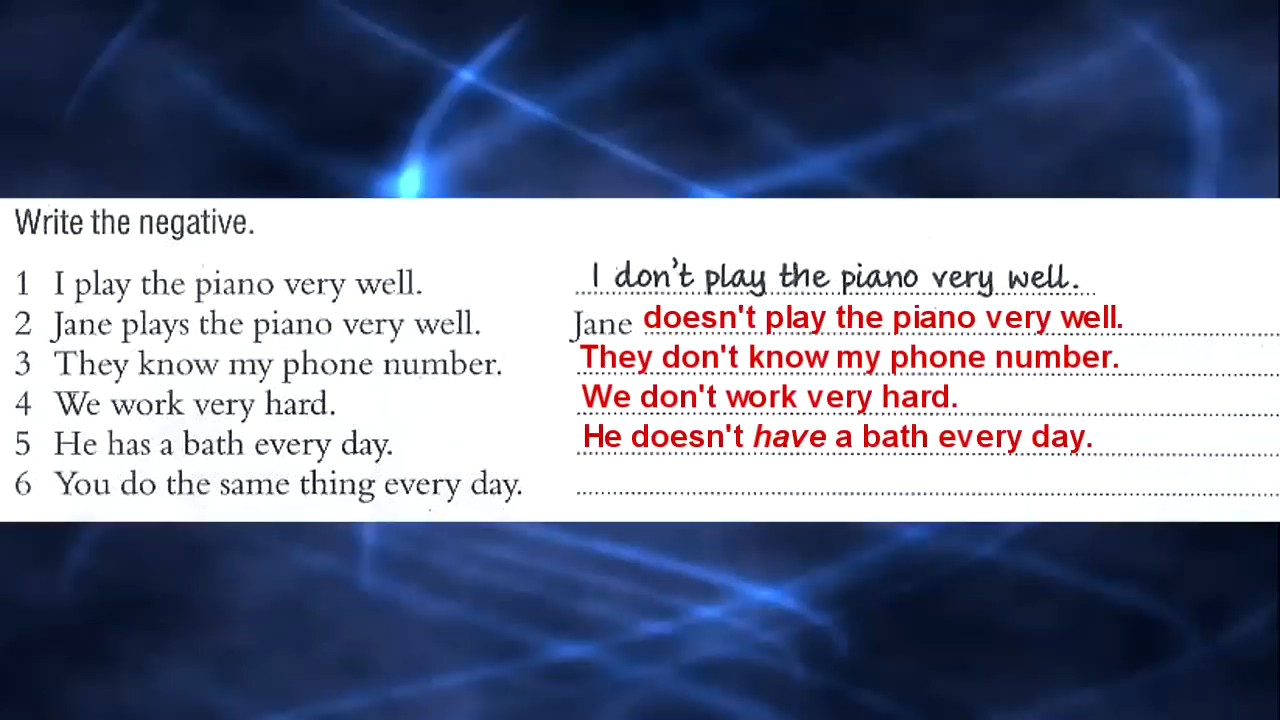 Write the negative.
1 I play the piano very well. I don't play the piano very well.
2 Jane plays the piano very well. Jane doesn't play the piano very well.
3 They know my phone number. They don't know my phone number.
4 We work very hard. We don't work very hard.
5 He has a bath every day. He doesn't have a bath every day.
6 You do the same thing every day.